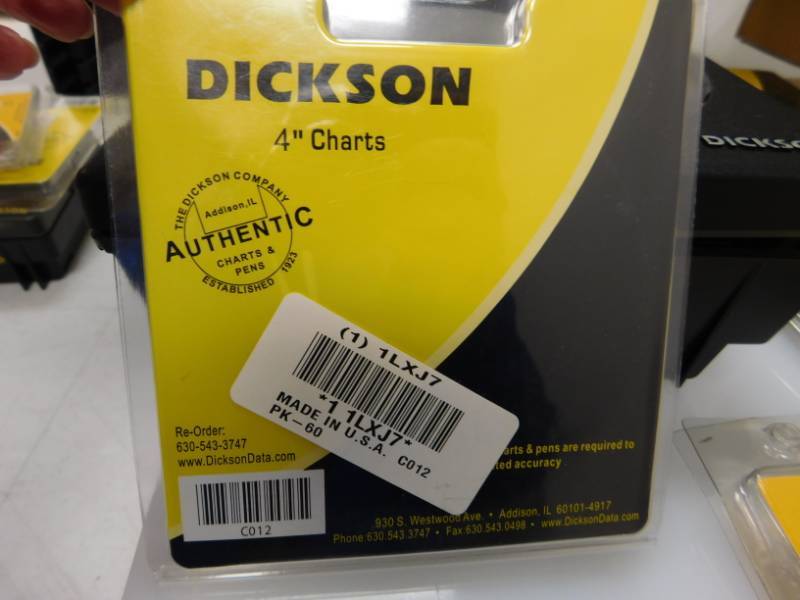 DICKSON
4" Charts
THE DICKSON COMPANY
Addison,IL
AUTHENTIC
CHARTS &
PENS
ESTABLISHED 1923
(1) 1LXJ7
*1 1LXJ7*
MADE IN U.S.A. C012
PK-60
Re-Order:
630-543-3747
www.DicksonData.com
arts & pens are required to
ted accuracy
C012
930 S. Westwood Ave. • Addison, IL 60101-4917
Phone:630.543.3747 • Fax:630.543.0498 • www.DicksonData.com
DICKSO